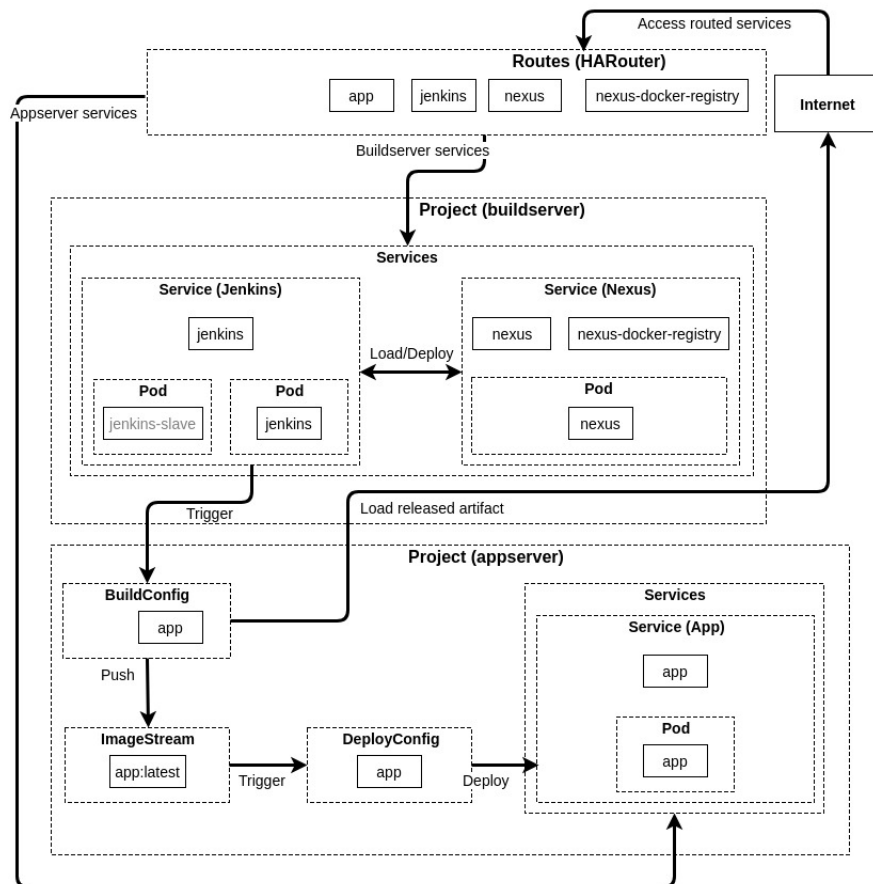 Access routed services
Routes (HARouter)
app
jenkins
nexus
nexus-docker-registry
Internet
Appserver services
Buildserver services
Project (buildserver)
Services
Service (Jenkins)
Service (Nexus)
jenkins
nexus
nexus-docker-registry
Load/Deploy
Pod
Pod
Pod
jenkins-slave
jenkins
nexus
Trigger
Load released artifact
Project (appserver)
BuildConfig
app
Services
Service (App)
app
Push
ImageStream
app:latest
Trigger
DeployConfig
app
Deploy
Pod
app